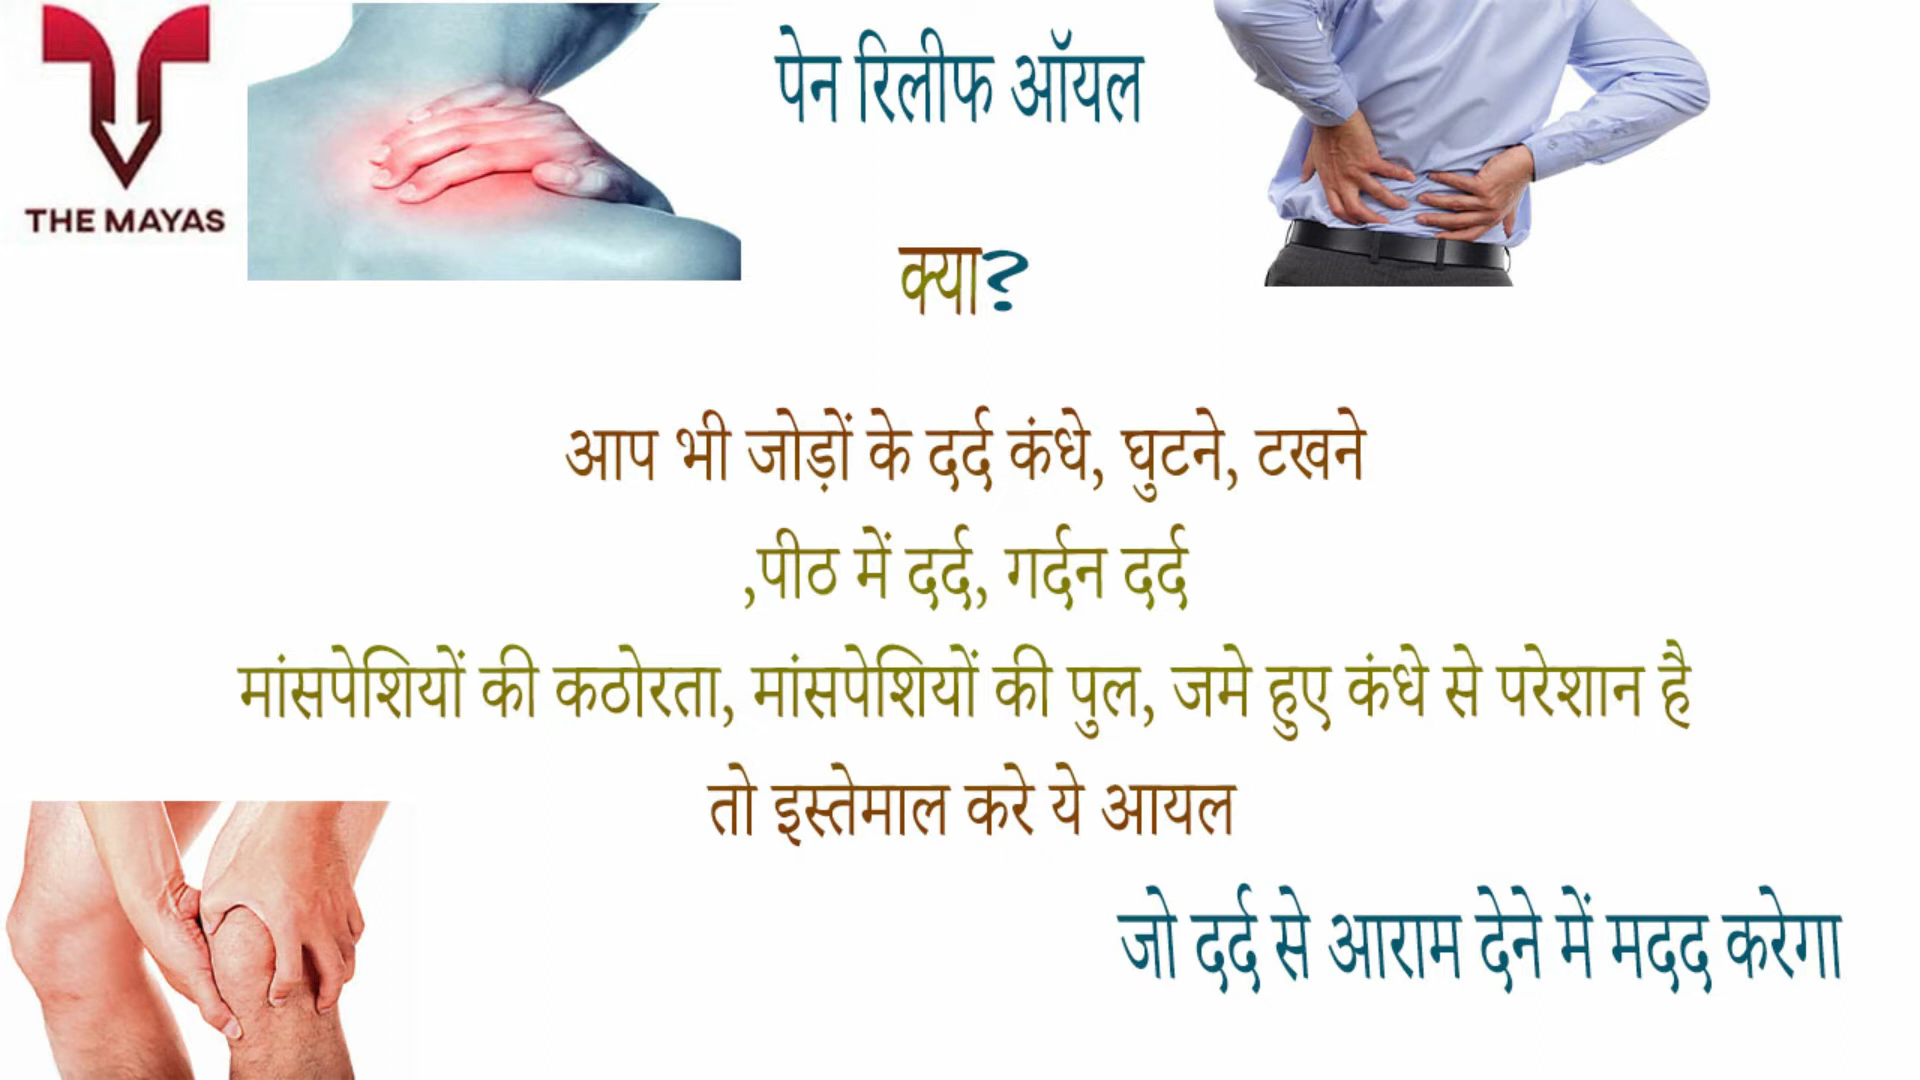 THE MAYAS
पेन रिलीफ ऑयल
क्या?
आप भी जोड़ों के दर्द कंधे, घुटने, टखने
,पीठ में दर्द, गर्दन दर्द
मांसपेशियों की कठोरता, मांसपेशियों की पुल, जमे हुए कंधे से परेशान है
तो इस्तेमाल करे ये आयल
जो दर्द से आराम देने में मदद करेगा